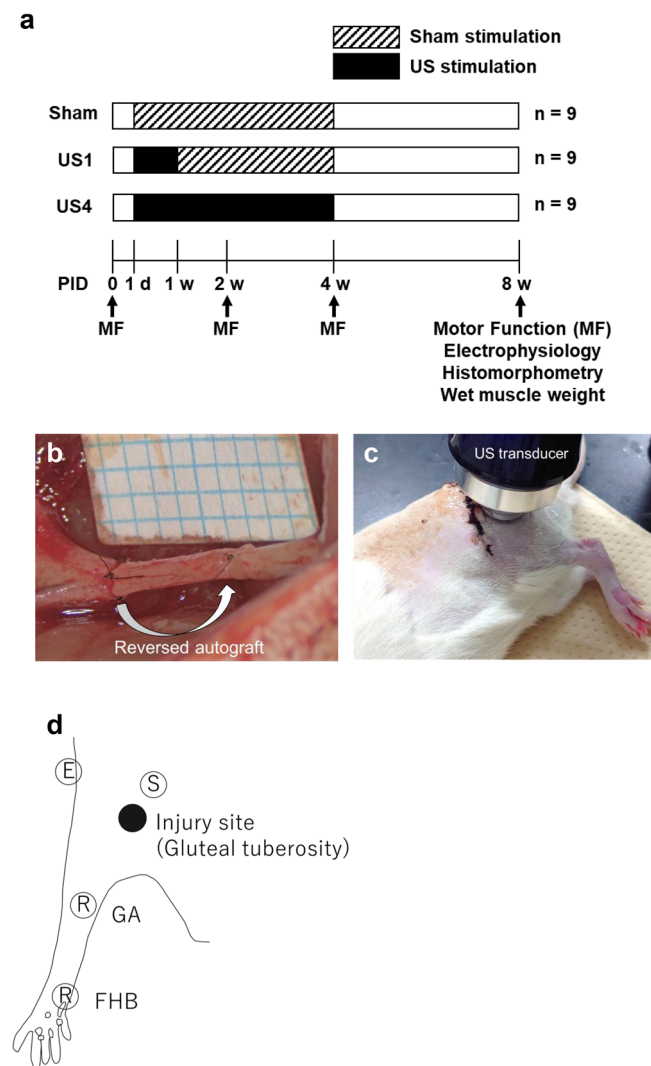 a
Sham stimulation
US stimulation
Sham
n = 9
US1
n = 9
US4
n = 9
PID
0
1 d
1 w
2 w
4 w
8 w
MF
MF
MF
Motor Function (MF)
Electrophysiology
Histomorphometry
Wet muscle weight
b
Reversed autograft
c
US transducer
d
E
S
Injury site
(Gluteal tuberosity)
R
GA
R
FHB